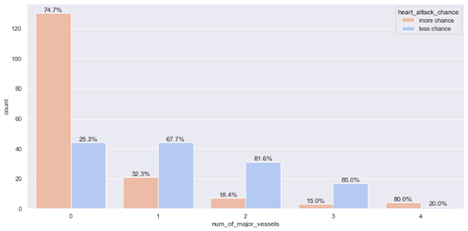 heart_attack_chance
more chance
less chance
74.7%
25.3%
32.3%
67.7%
18.4%
81.6%
15.0%
85.0%
80.0%
20.0%
120
100
80
60
40
20
0
count
0 1 2 3 4
num_of_major_vessels